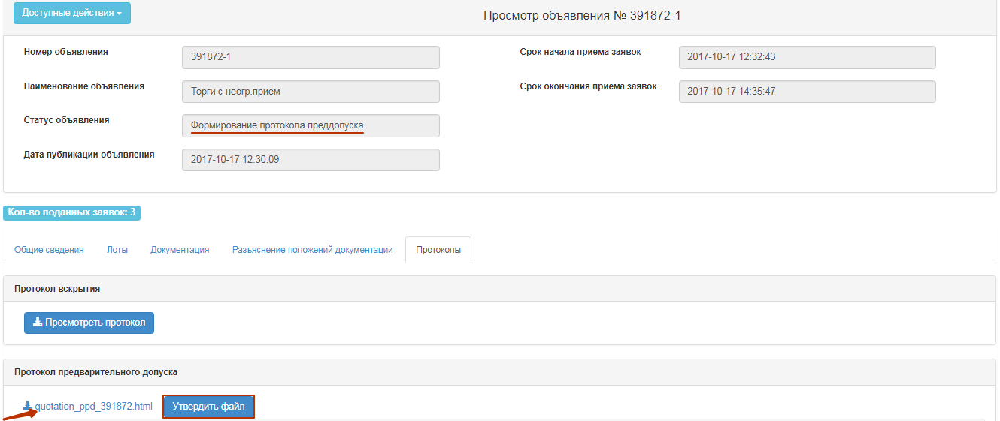 Доступные действия
Просмотр объявления № 391872-1
Номер объявления
391872-1
Срок начала приема заявок
2017-10-17 12:32:43
Наименование объявления
Торги с неогр.прием
Срок окончания приема заявок
2017-10-17 14:35:47
Статус объявления
Формирование протокола преддопуска
Дата публикации объявления
2017-10-17 12:30:09
Кол-во поданных заявок: 3
Общие сведения
Лоты
Документация
Разъяснение положений документации
Протоколы
Протокол вскрытия
Просмотреть протокол
Протокол предварительного допуска
quotation_ppd_391872.html
Утвердить файл